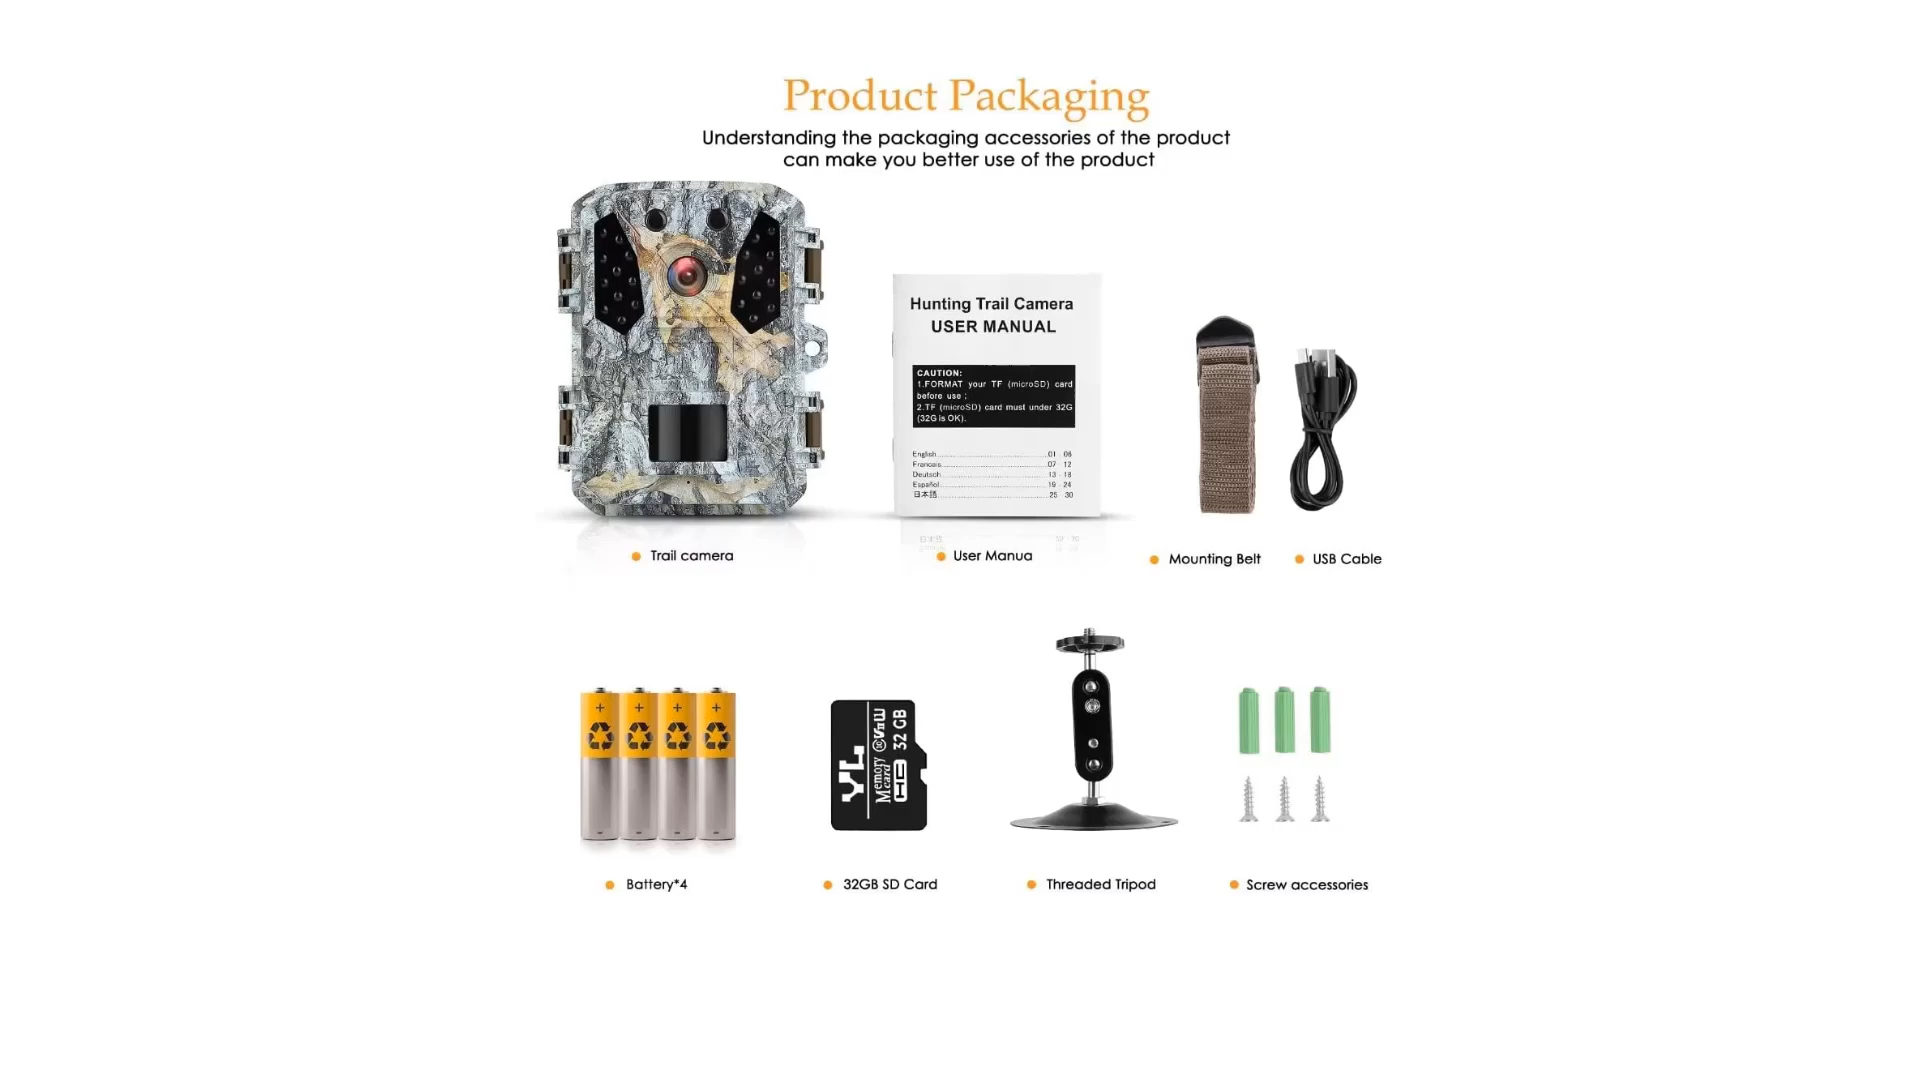 Product Packaging
Understanding the packaging accessories of the product
can make you better use of the product
Hunting Trail Camera
USER MANUAL
CAUTION:
1.FORMAT your TF (microSD) card
before use ;
2.TF (microSD) card must under 32G
(32G is OK).
English 01 06
Francais 07 12
Deutsch 13 18
Español 19 24
日本語 25 30
Trail camera
User Manua
Mounting Belt
USB Cable
YL
Memory
card
32 GB
Battery*4
32GB SD Card
Threaded Tripod
Screw accessories